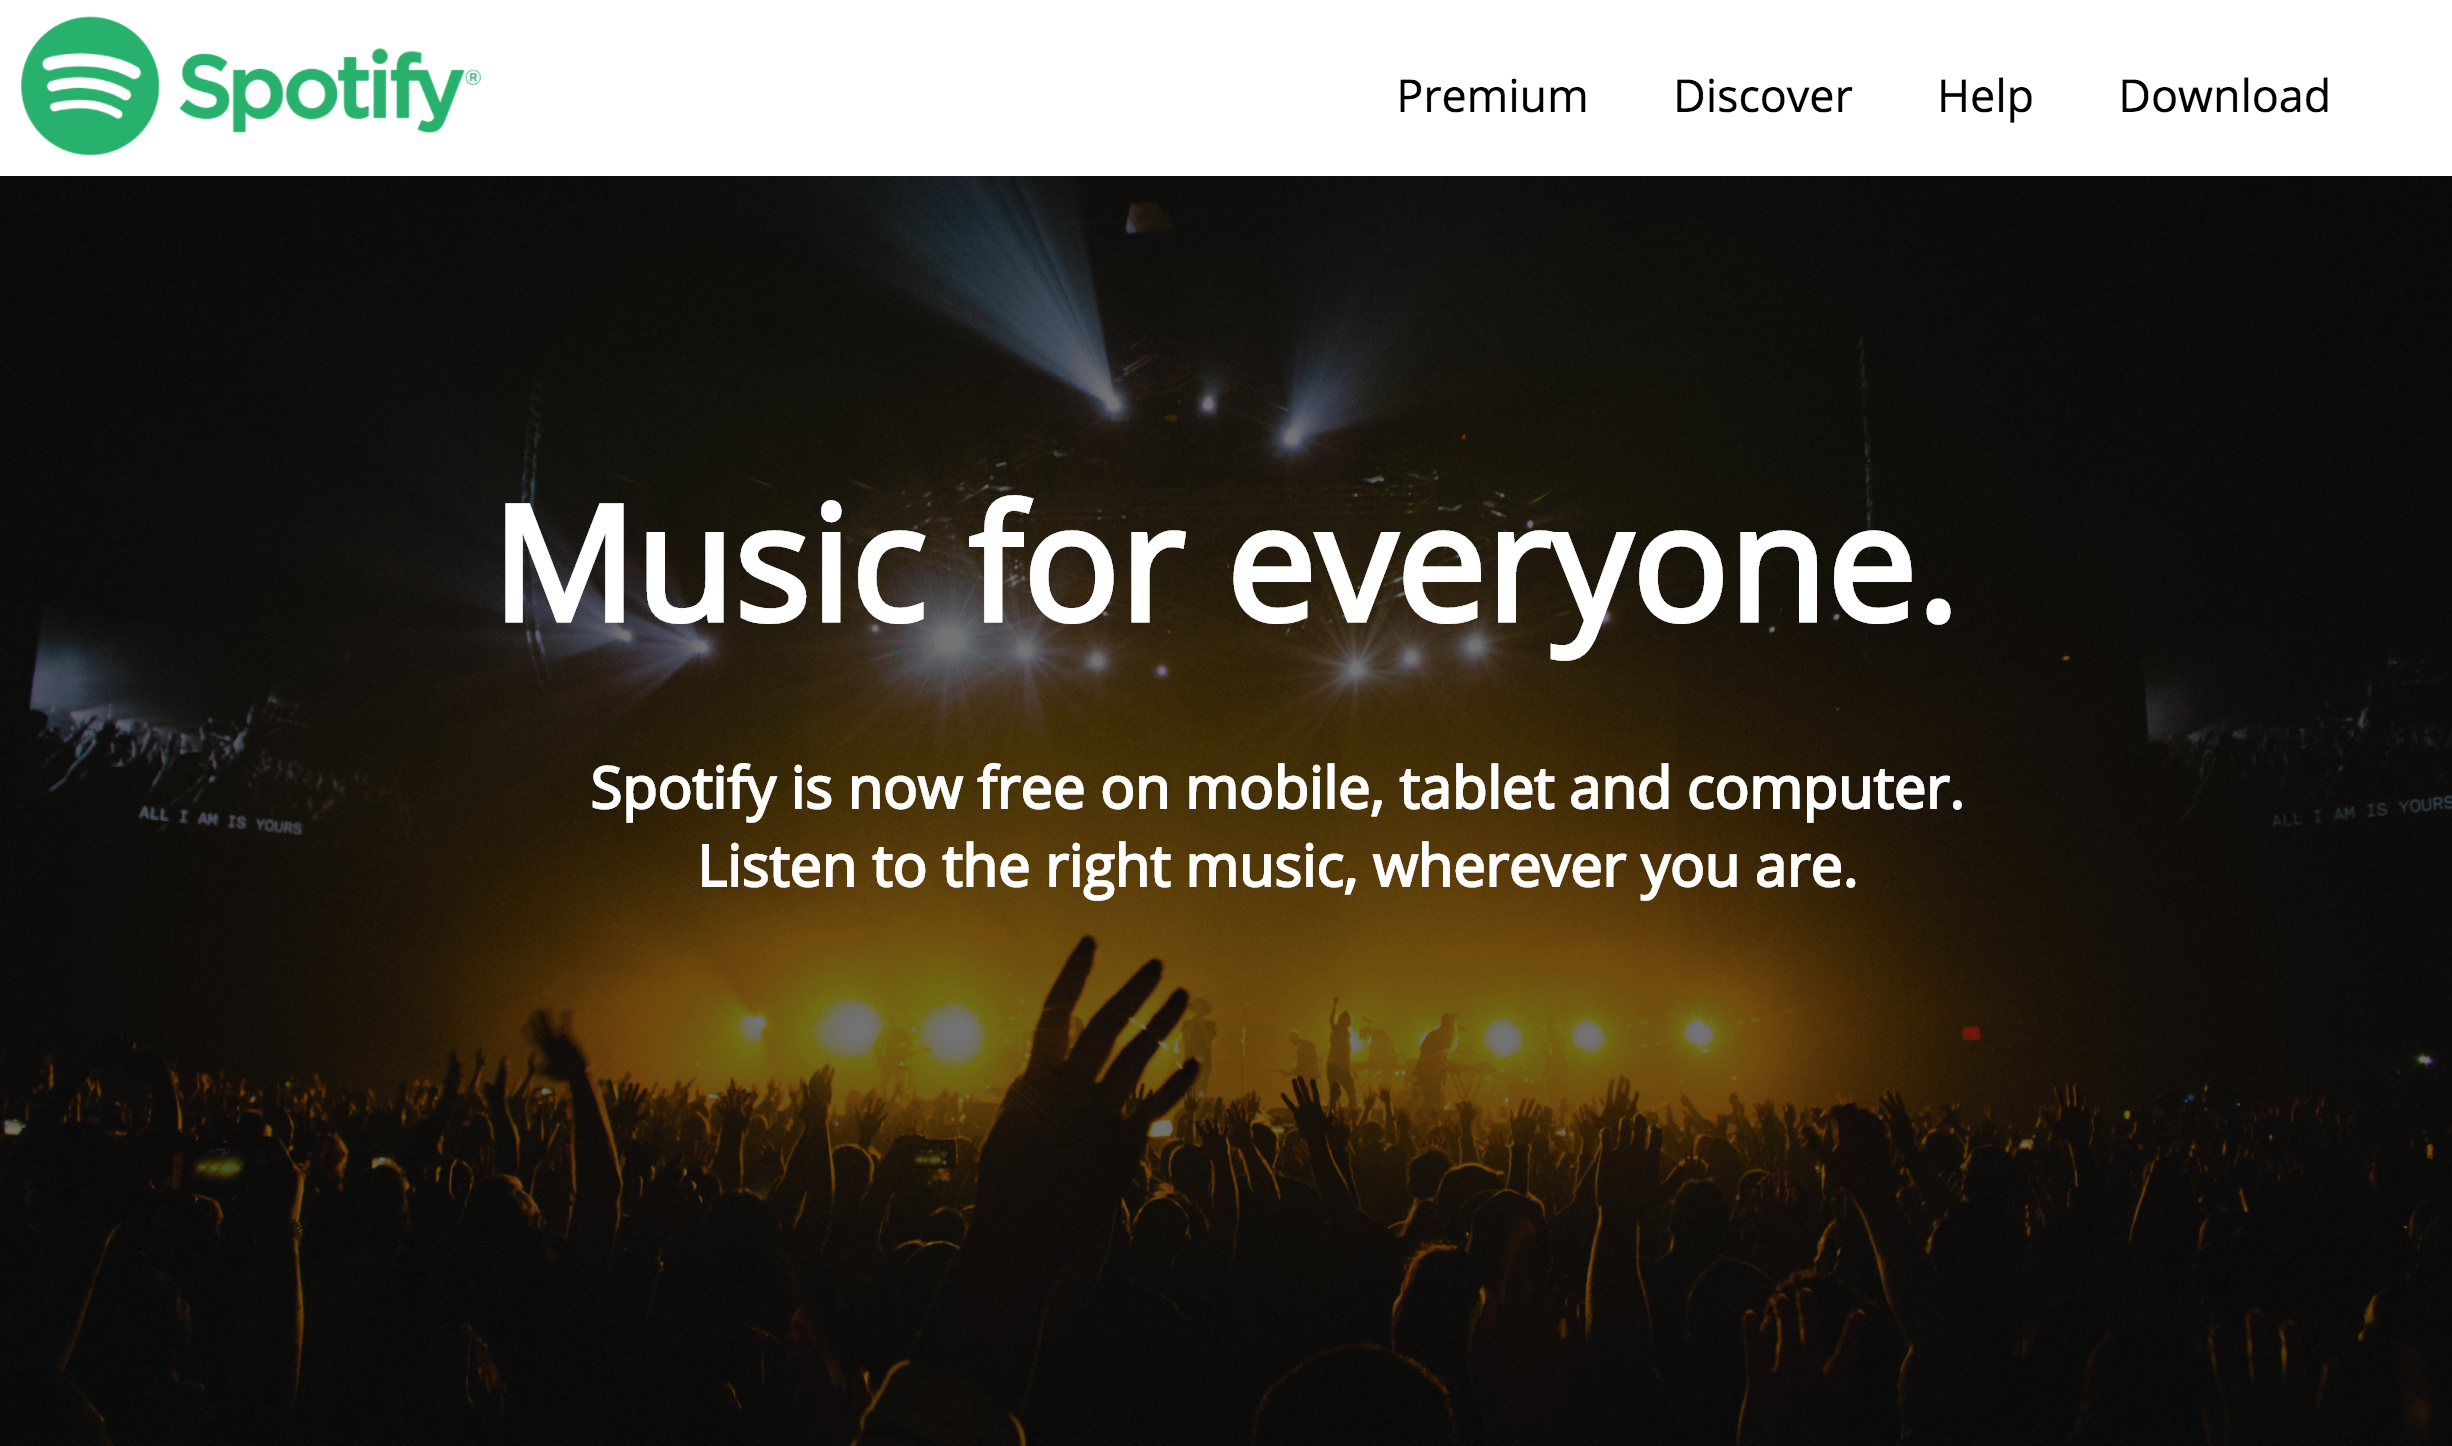 Spotify®
Premium Discover Help Download
Music for everyone.
Spotify is now free on mobile, tablet and computer.
Listen to the right music, wherever you are.
ALL I AM IS YOURS
ALL I AM IS YOURS